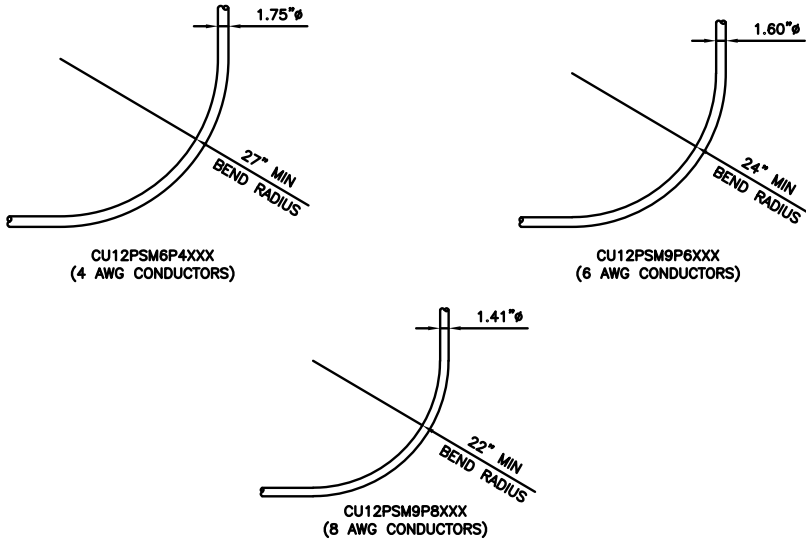 1.75"ø
27" MIN
BEND RADIUS
CU12PSM6P4XXX
(4 AWG CONDUCTORS)
1.60"ø
24" MIN
BEND RADIUS
CU12PSM9P6XXX
(6 AWG CONDUCTORS)
1.41"ø
22" MIN
BEND RADIUS
CU12PSM9P8XXX
(8 AWG CONDUCTORS)